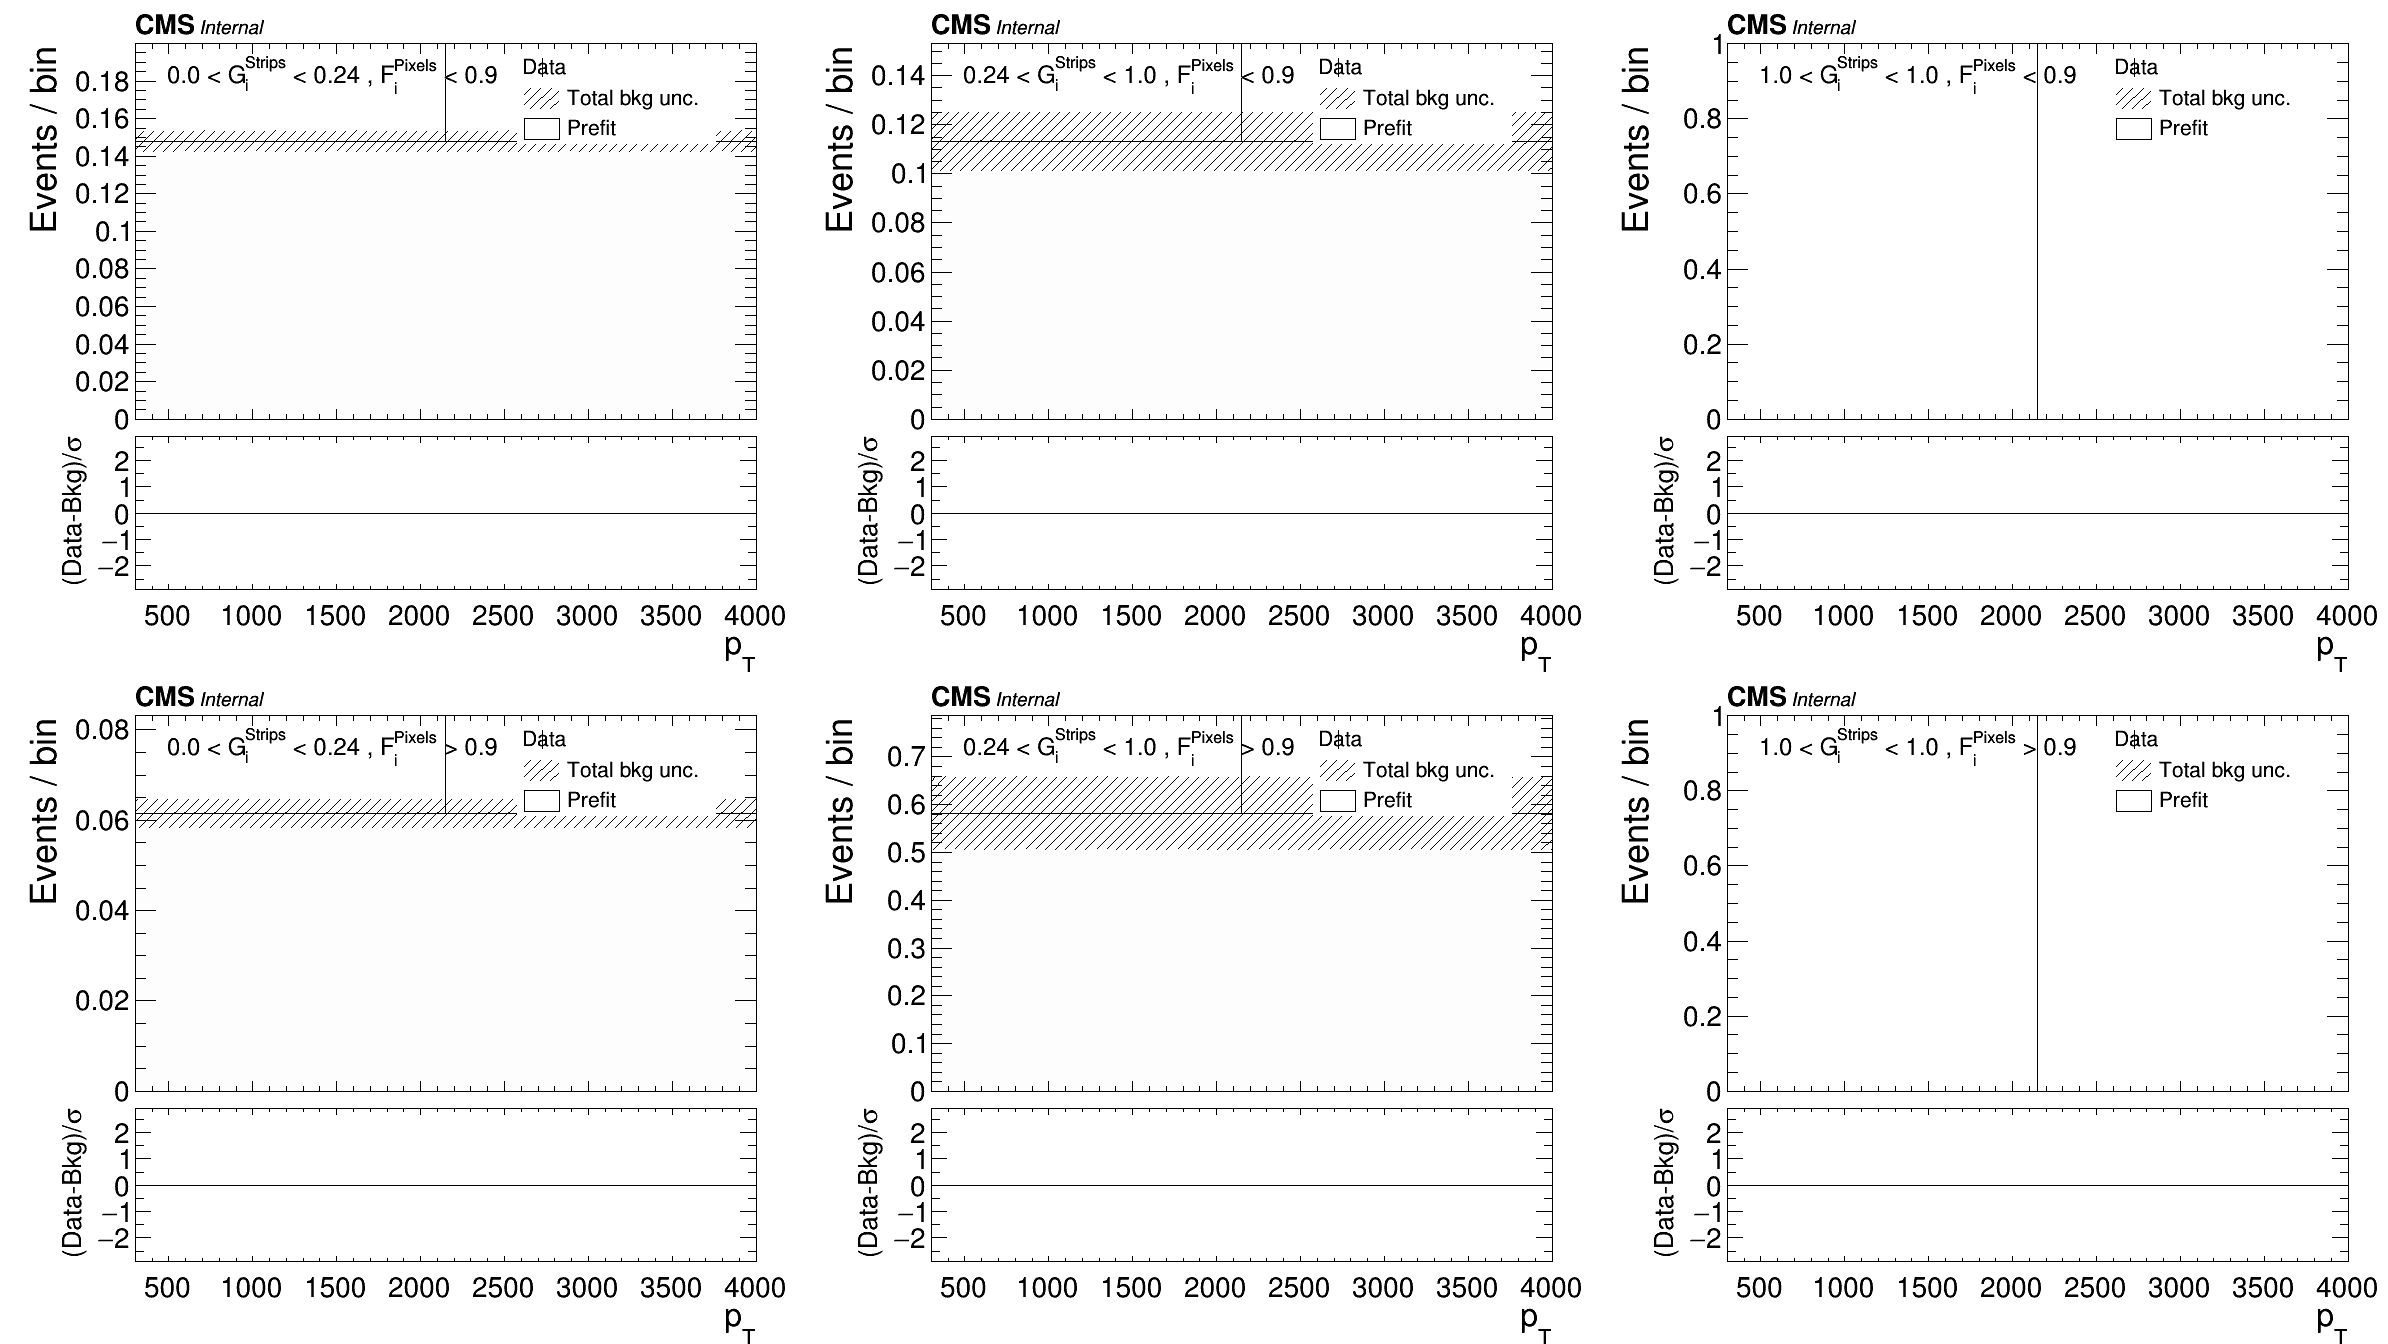 CMS Internal
Events / bin
0.0 < G_i^Strips < 0.24 , F_i^Pixels < 0.9
Data
Total bkg unc.
Prefit
0.18
0.16
0.14
0.12
0.1
0.08
0.06
0.04
0.02
0
(Data-Bkg)/σ
2
1
0
−1
−2
500 1000 1500 2000 2500 3000 3500 4000
p_T
CMS Internal
Events / bin
0.24 < G_i^Strips < 1.0 , F_i^Pixels < 0.9
Data
Total bkg unc.
Prefit
0.14
0.12
0.1
0.08
0.06
0.04
0.02
0
(Data-Bkg)/σ
2
1
0
−1
−2
500 1000 1500 2000 2500 3000 3500 4000
p_T
CMS Internal
Events / bin
1.0 < G_i^Strips < 1.0 , F_i^Pixels < 0.9
Data
Total bkg unc.
Prefit
1
0.8
0.6
0.4
0.2
0
(Data-Bkg)/σ
2
1
0
−1
−2
500 1000 1500 2000 2500 3000 3500 4000
p_T
CMS Internal
Events / bin
0.0 < G_i^Strips < 0.24 , F_i^Pixels > 0.9
Data
Total bkg unc.
Prefit
0.08
0.06
0.04
0.02
0
(Data-Bkg)/σ
2
1
0
−1
−2
500 1000 1500 2000 2500 3000 3500 4000
p_T
CMS Internal
Events / bin
0.24 < G_i^Strips < 1.0 , F_i^Pixels > 0.9
Data
Total bkg unc.
Prefit
0.7
0.6
0.5
0.4
0.3
0.2
0.1
0
(Data-Bkg)/σ
2
1
0
−1
−2
500 1000 1500 2000 2500 3000 3500 4000
p_T
CMS Internal
Events / bin
1.0 < G_i^Strips < 1.0 , F_i^Pixels > 0.9
Data
Total bkg unc.
Prefit
1
0.8
0.6
0.4
0.2
0
(Data-Bkg)/σ
2
1
0
−1
−2
500 1000 1500 2000 2500 3000 3500 4000
p_T